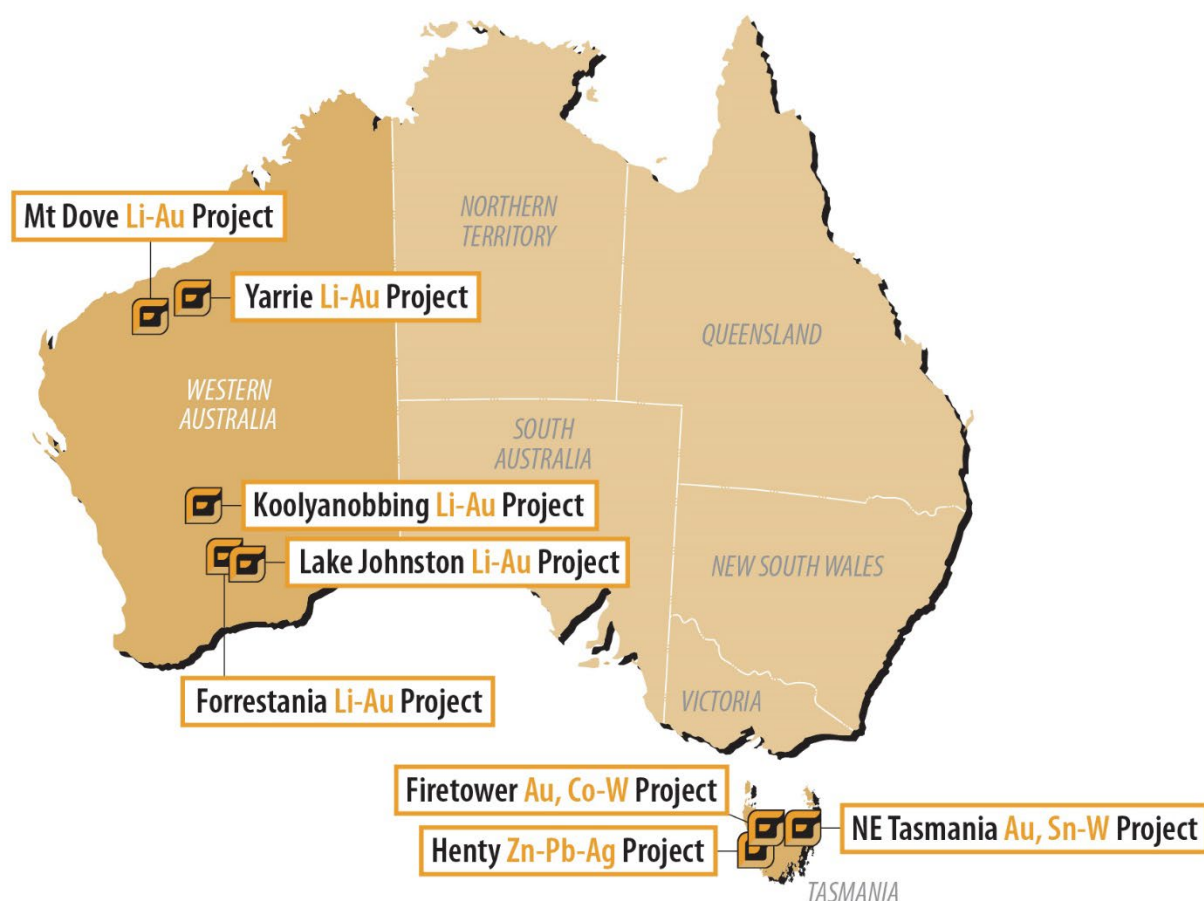 NORTHERN
TERRITORY
Mt Dove Li-Au Project
Yarrie Li-Au Project
QUEENSLAND
WESTERN
AUSTRALIA
SOUTH
AUSTRALIA
Koolyanobbing Li-Au Project
Lake Johnston Li-Au Project
NEW SOUTH WALES
Forrestania Li-Au Project
VICTORIA
Firetower Au, Co-W Project
NE Tasmania Au, Sn-W Project
Henty Zn-Pb-Ag Project
TASMANIA